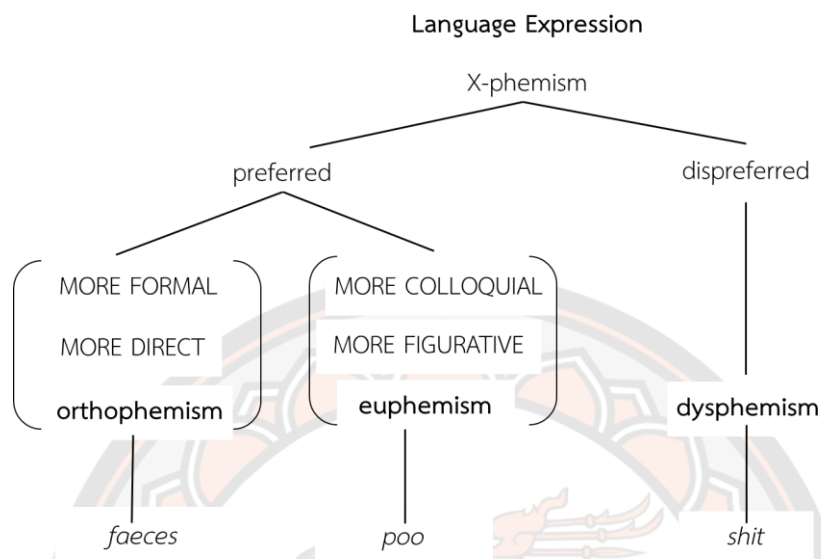 Language Expression
X-phemism
preferred
dispreferred
MORE FORMAL
MORE COLLOQUIAL
MORE DIRECT
MORE FIGURATIVE
orthophemism
euphemism
dysphemism
faeces
poo
shit